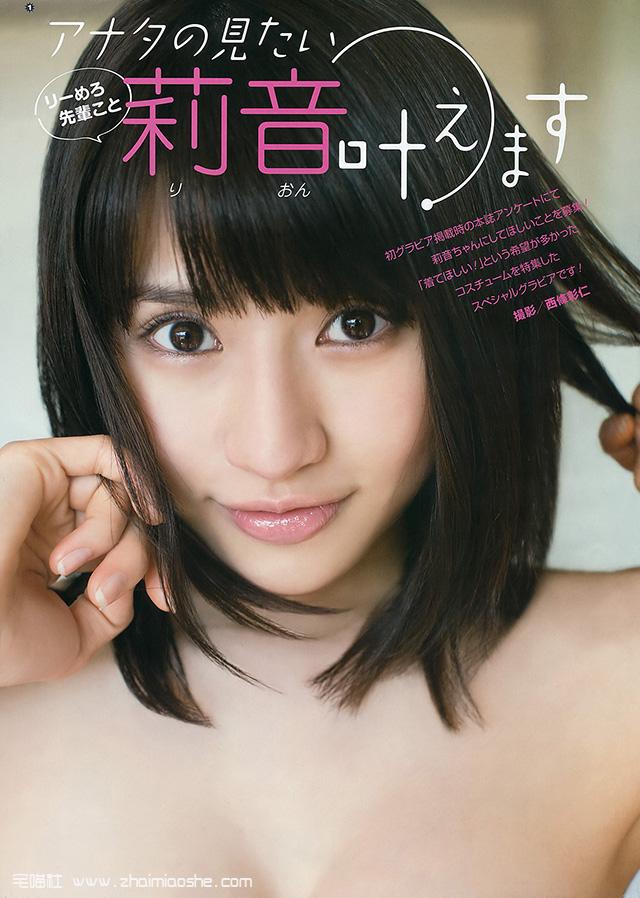 アナタの見たい
りーめろ
先輩こと
莉音叶えます
りおん
初グラビア掲載時の本誌アンケートにて
莉音ちゃんにしてほしいことを募集!
「着てほしい!」という希望が多かった
コスチュームを特集した
スペシャルグラビアです!
撮影/西條彰仁
宅喵社 www.zhaimiaoshe.com
1